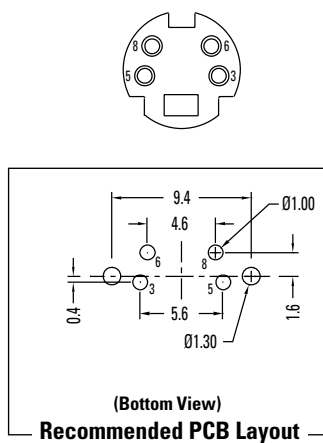 8 6
5 3
9.4
4.6
Ø1.00
6 8
3 5
0.4
5.6
1.6
Ø1.30
(Bottom View)
Recommended PCB Layout